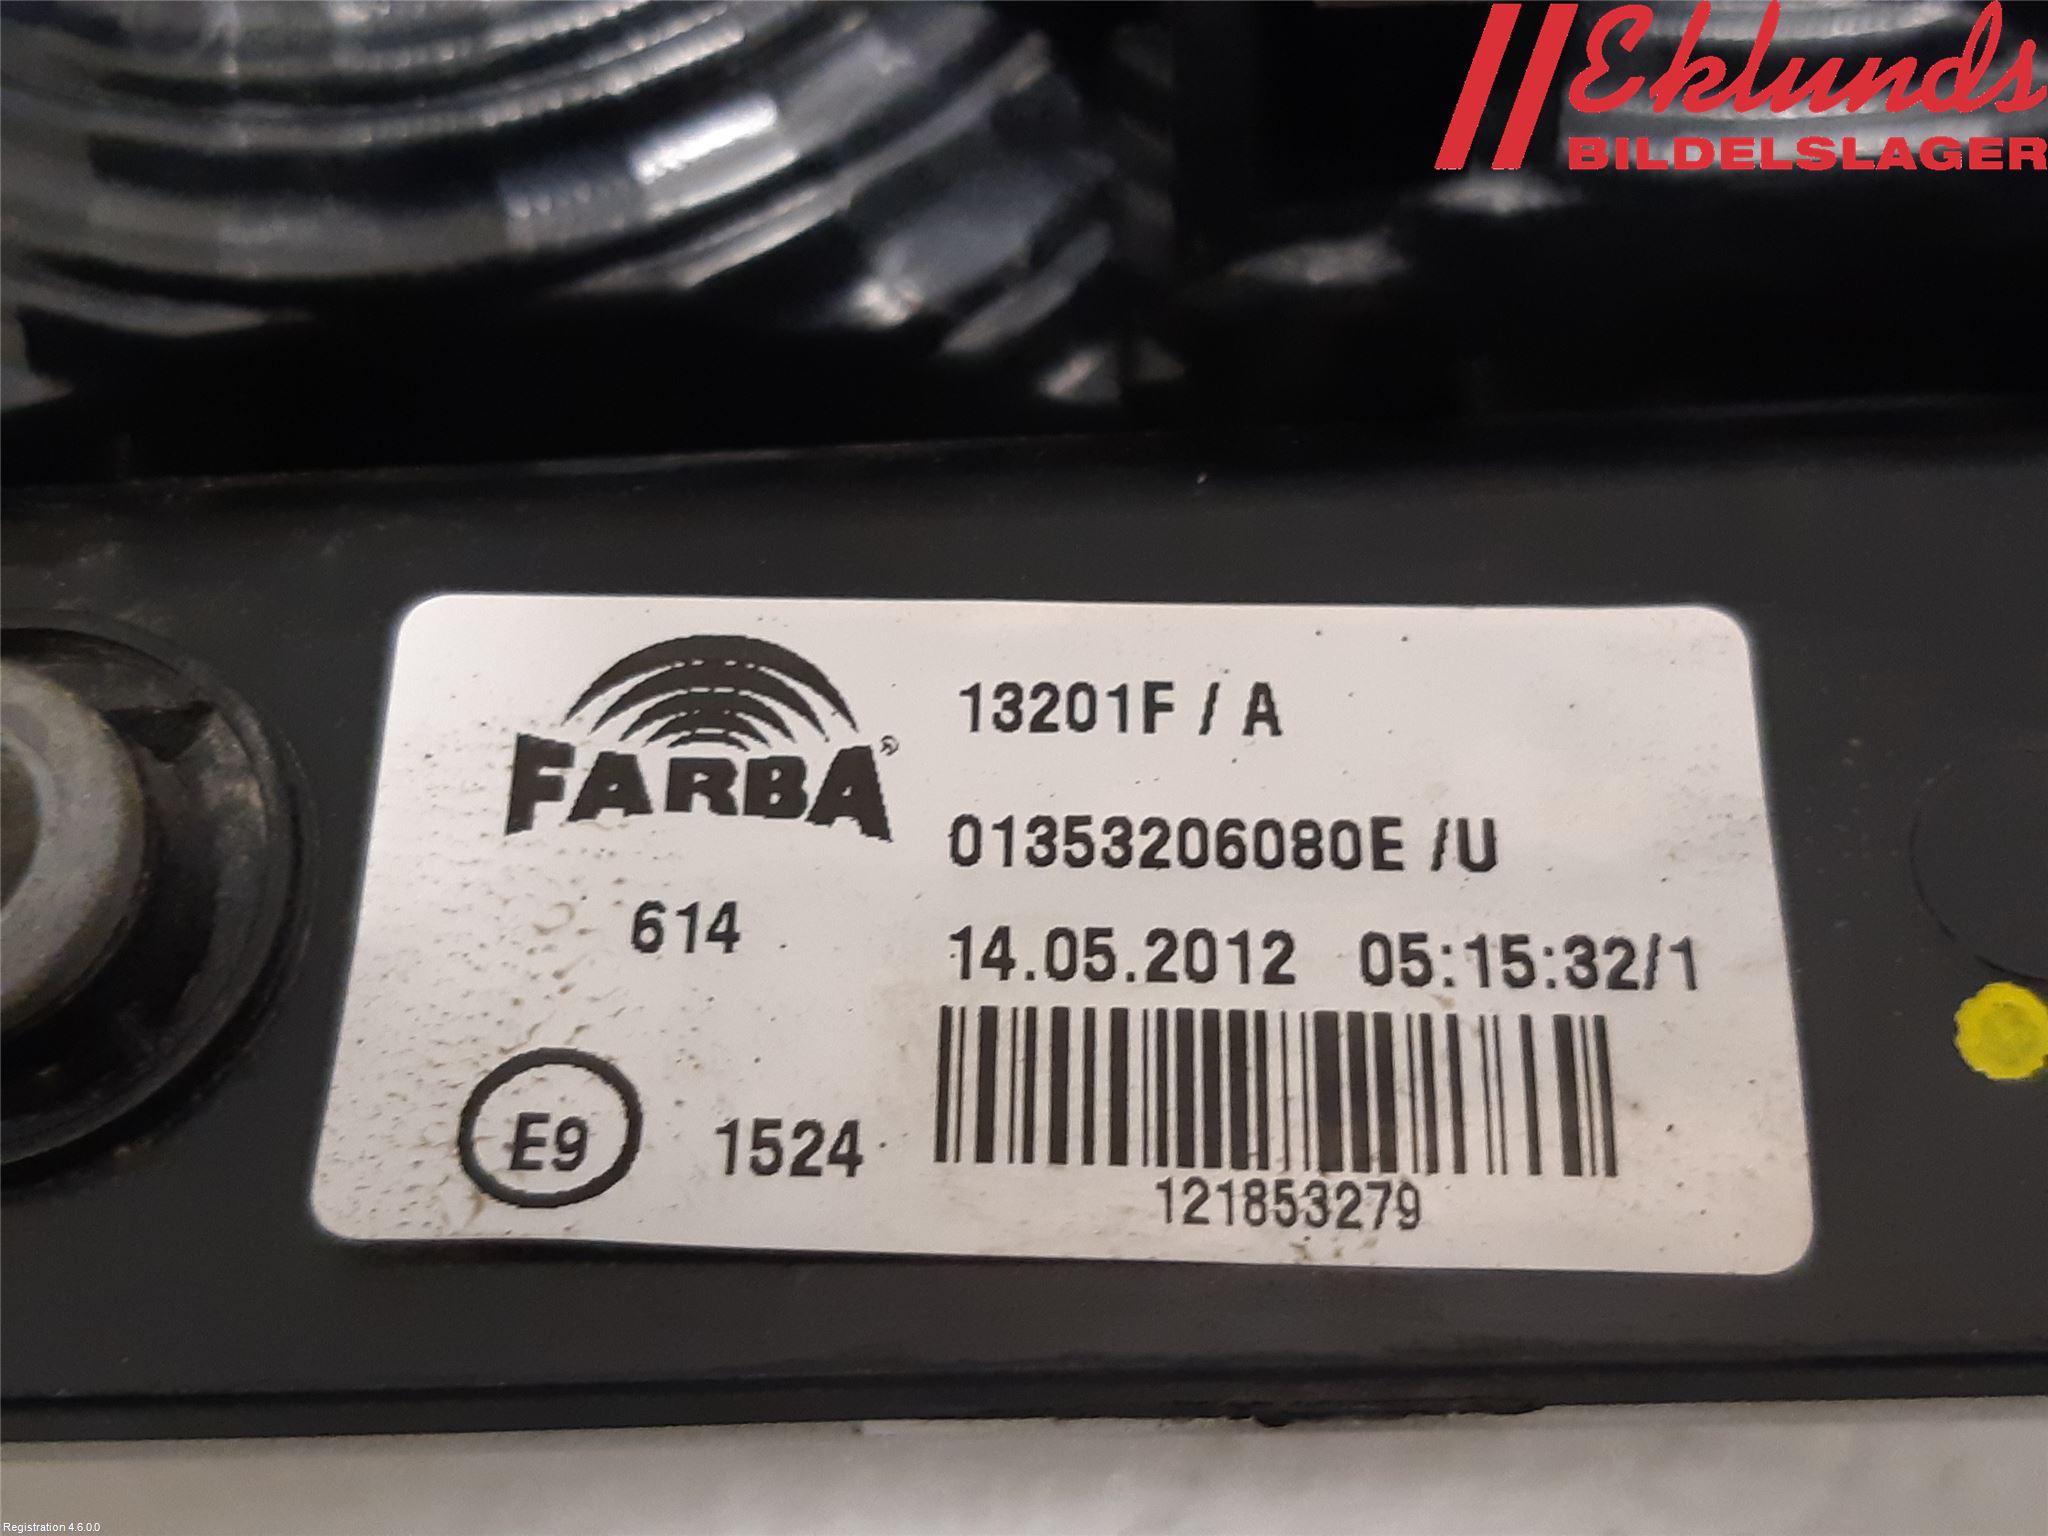 Eklunds
BILDELSLAGER
FARBA®
13201F / A
01353206080E /U
614
14.05.2012 05:15:32/1
E9
1524
121853279
Registration 4.6.0.0